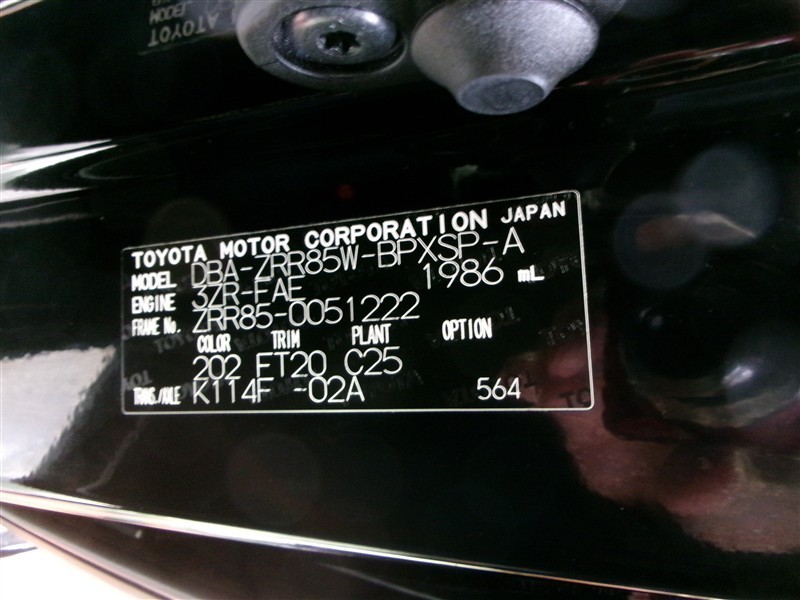 TOYOTA MOTOR CORPORATION JAPAN
MODEL DBA-ZRR85W-BPXSP-A
ENGINE 3ZR-FAE 1986 mL
FRAME No. ZRR85-0051222
COLOR TRIM PLANT OPTION
202 FT20 C25
TRANS./AXLE K114F -02A 564